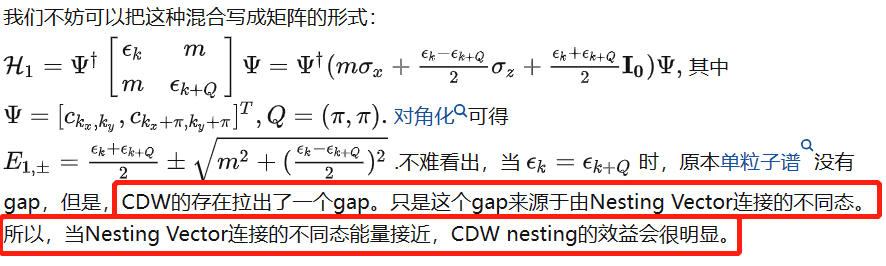 我们不妨可以把这种混合写成矩阵的形式：
$\mathcal{H}_1 = \Psi^\dagger \begin{bmatrix} \epsilon_k & m \\ m & \epsilon_{k+Q} \end{bmatrix} \Psi = \Psi^\dagger (m\sigma_x + \frac{\epsilon_k - \epsilon_{k+Q}}{2}\sigma_z + \frac{\epsilon_k + \epsilon_{k+Q}}{2}\mathbf{I_0})\Psi,$ 其中
$\Psi = [c_{k_x,k_y}, c_{k_x+\pi,k_y+\pi}]^T, Q = (\pi, \pi).$ 对角化可得
$E_{1,\pm} = \frac{\epsilon_k + \epsilon_{k+Q}}{2} \pm \sqrt{m^2 + (\frac{\epsilon_k - \epsilon_{k+Q}}{2})^2}$ .不难看出，当 $\epsilon_k = \epsilon_{k+Q}$ 时，原本单粒子谱没有
gap，但是，CDW的存在拉出了一个gap。只是这个gap来源于由Nesting Vector连接的不同态。
所以，当Nesting Vector连接的不同态能量接近，CDW nesting的效益会很明显。